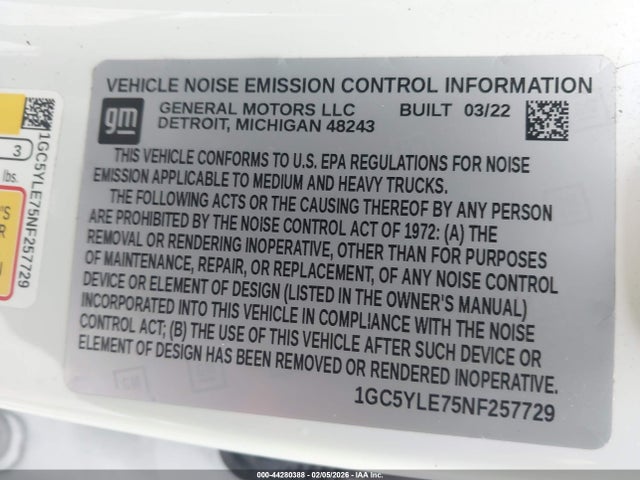 VEHICLE NOISE EMISSION CONTROL INFORMATION
gm
GENERAL MOTORS LLC BUILT 03/22
DETROIT, MICHIGAN 48243
THIS VEHICLE CONFORMS TO U.S. EPA REGULATIONS FOR NOISE
EMISSION APPLICABLE TO MEDIUM AND HEAVY TRUCKS.
THE FOLLOWING ACTS OR THE CAUSING THEREOF BY ANY PERSON
ARE PROHIBITED BY THE NOISE CONTROL ACT OF 1972: (A) THE
REMOVAL OR RENDERING INOPERATIVE, OTHER THAN FOR PURPOSES
OF MAINTENANCE, REPAIR, OR REPLACEMENT, OF ANY NOISE CONTROL
DEVICE OR ELEMENT OF DESIGN (LISTED IN THE OWNER'S MANUAL)
INCORPORATED INTO THIS VEHICLE IN COMPLIANCE WITH THE NOISE
CONTROL ACT; (B) THE USE OF THIS VEHICLE AFTER SUCH DEVICE OR
ELEMENT OF DESIGN HAS BEEN REMOVED OR RENDERED INOPERATIVE.
1GC5YLE75NF257729
3
lbs.
1GC5YLE75NF257729
000-44280388 - 02/05/2026 - IAA Inc.